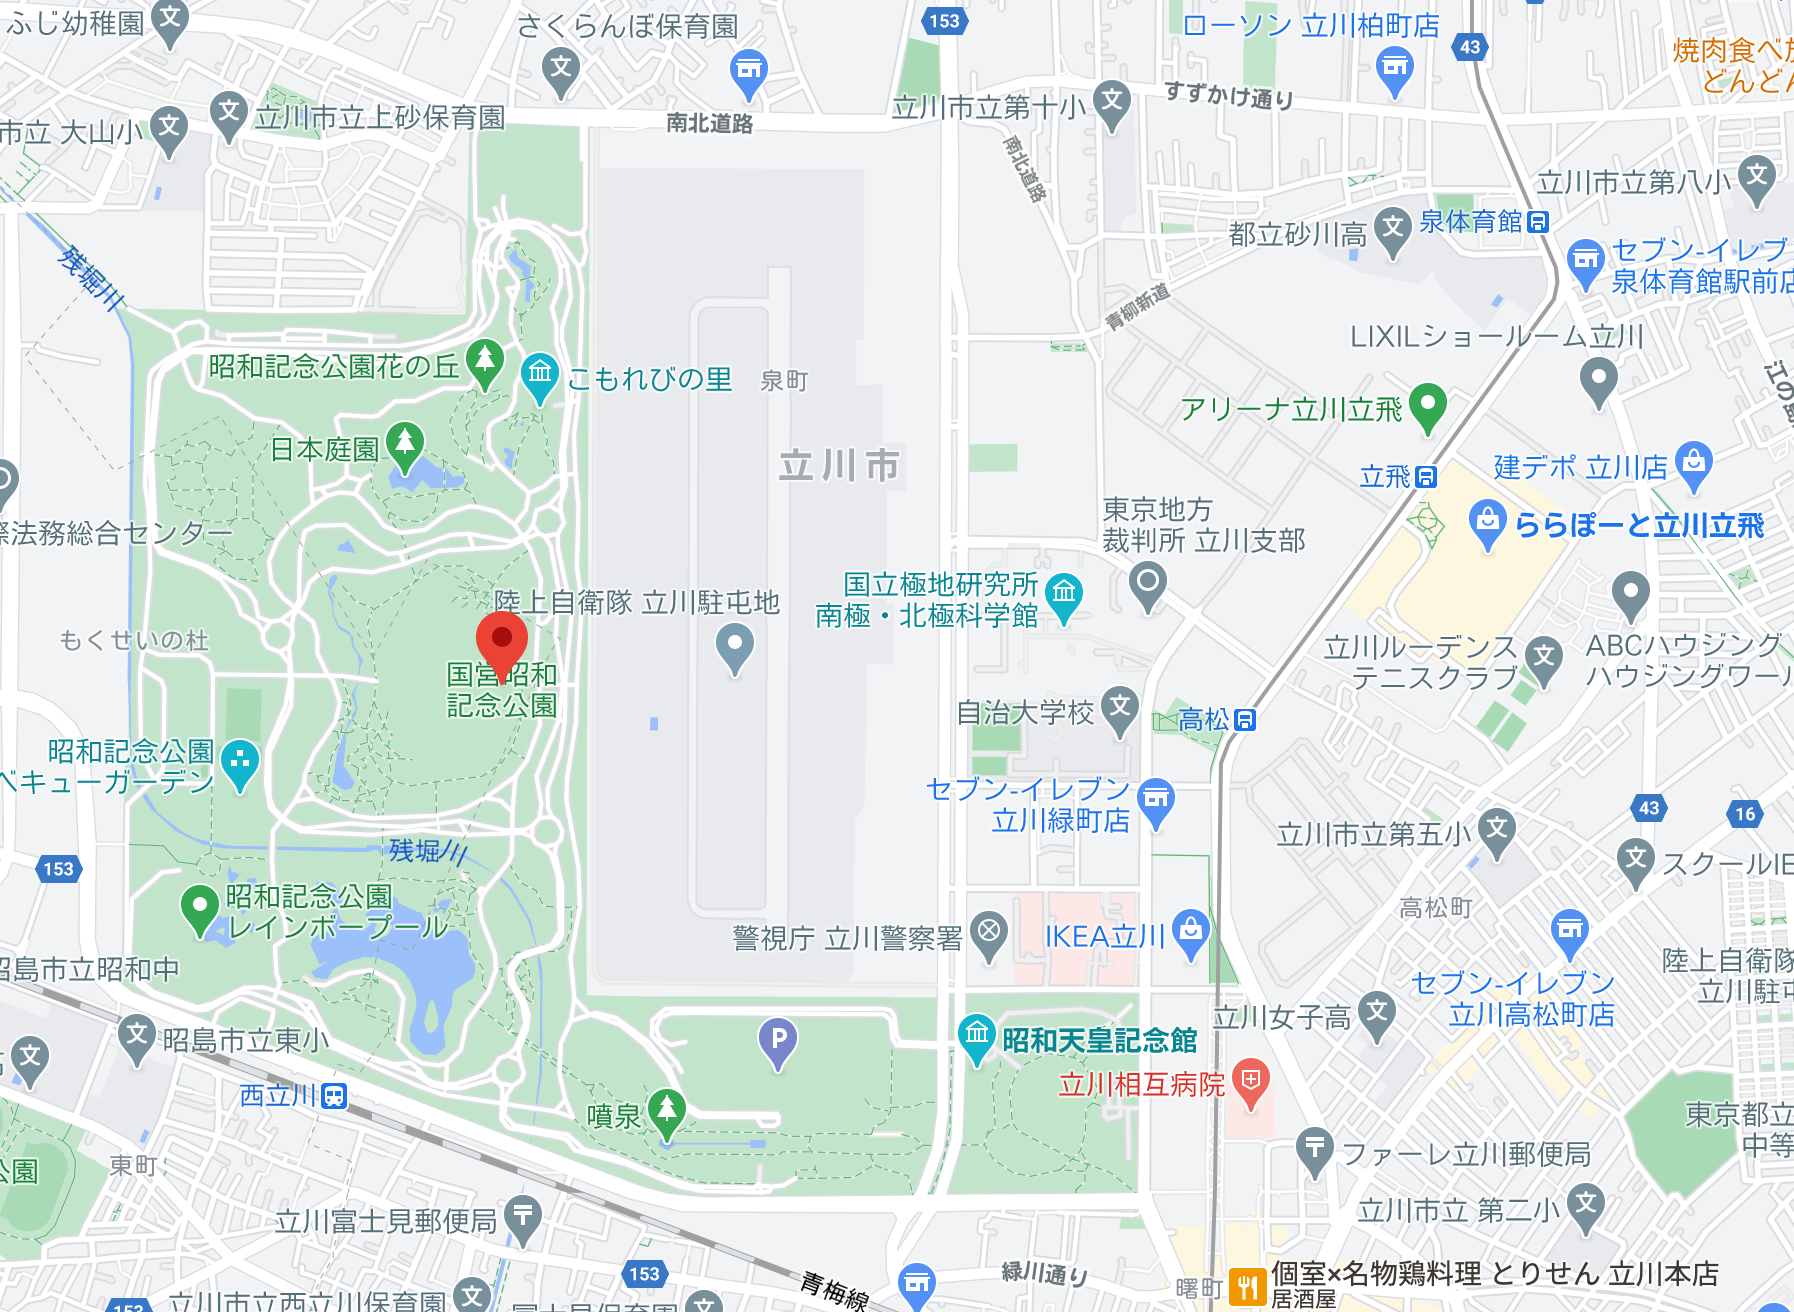 ふじ幼稚園
さくらんぼ保育園
153
ローソン 立川柏町店
43
焼肉食べ放
どんどん
市立 大山小
立川市立上砂保育園
南北道路
立川市立第十小
すずかけ通り
南北道路
立川市立第八小
泉体育館
都立砂川高
セブン-イレブ
泉体育館駅前店
残堀川
青柳新道
LIXILショールーム立川
昭和記念公園花の丘
こもれびの里
泉町
江の島
アリーナ立川立飛
日本庭園
立川市
立飛
建デポ 立川店
際法務総合センター
東京地方
裁判所 立川支部
ららぽーと立川立飛
陸上自衛隊 立川駐屯地
国立極地研究所
南極・北極科学館
もくせいの杜
国営昭和
記念公園
立川ルーデンス
テニスクラブ
ABCハウジング
ハウジングワール
自治大学校
高松
昭和記念公園
ベキューガーデン
セブン-イレブン
立川緑町店
43
16
立川市立第五小
残堀川
153
スクールIE
昭和記念公園
レインボープール
高松町
警視庁 立川警察署
IKEA立川
昭島市立昭和中
陸上自衛隊
立川駐屯
セブン-イレブン
立川高松町店
立川女子高
昭島市立東小
P
昭和天皇記念館
西立川
立川相互病院
噴泉
東京都立
中等
公園
東町
ファーレ立川郵便局
立川富士見郵便局
立川市立 第二小
153
青梅線
緑川通り
曙町
個室×名物鶏料理 とりせん 立川本店
居酒屋
153
立川市立西立川保育園
富士見保育園